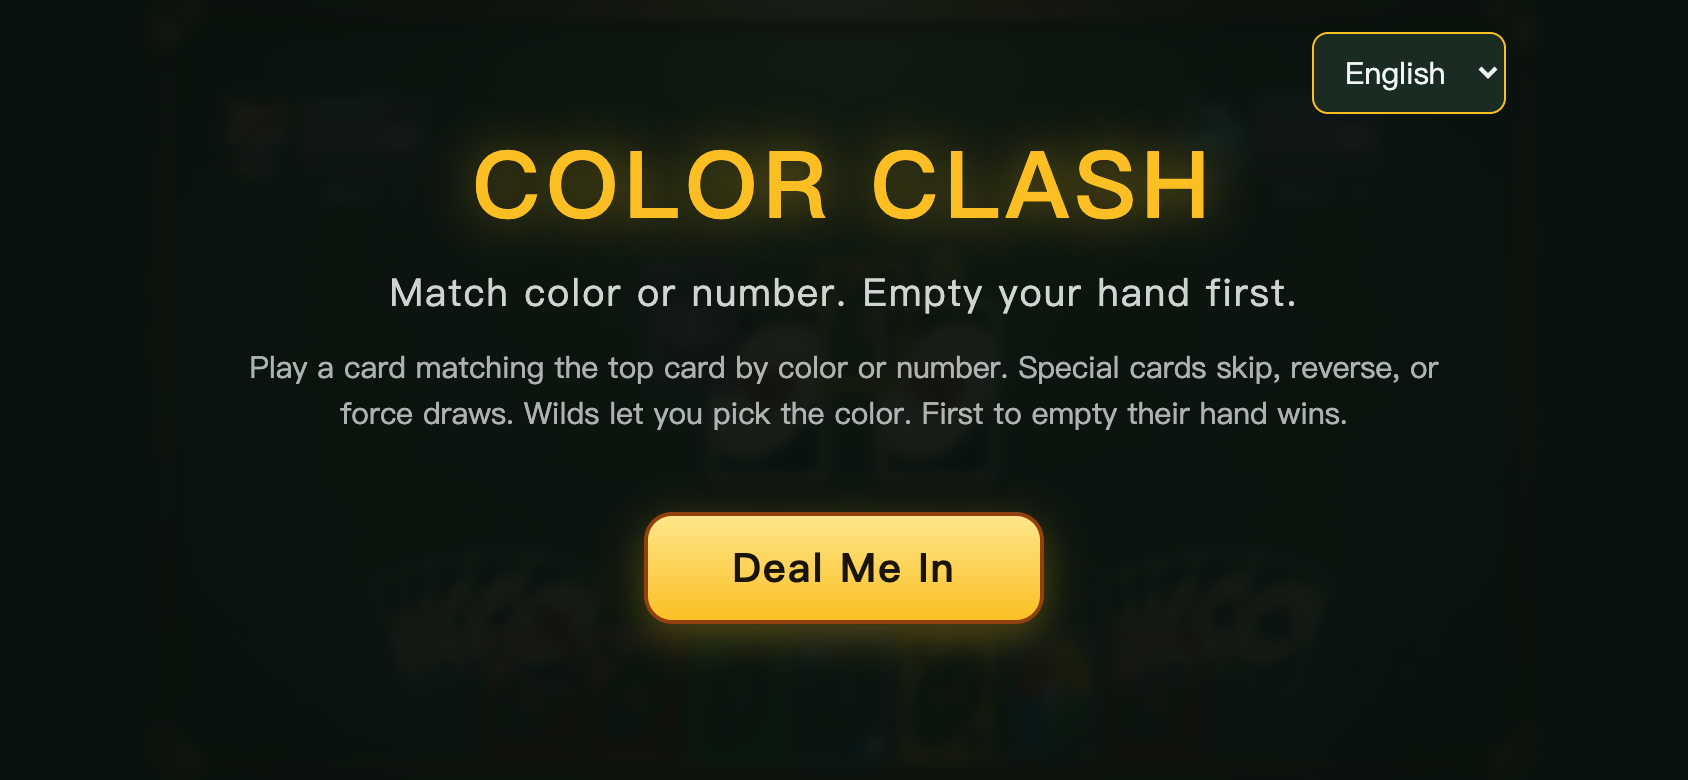 English
COLOR CLASH
Match color or number. Empty your hand first.
Play a card matching the top card by color or number. Special cards skip, reverse, or
force draws. Wilds let you pick the color. First to empty their hand wins.
Deal Me In